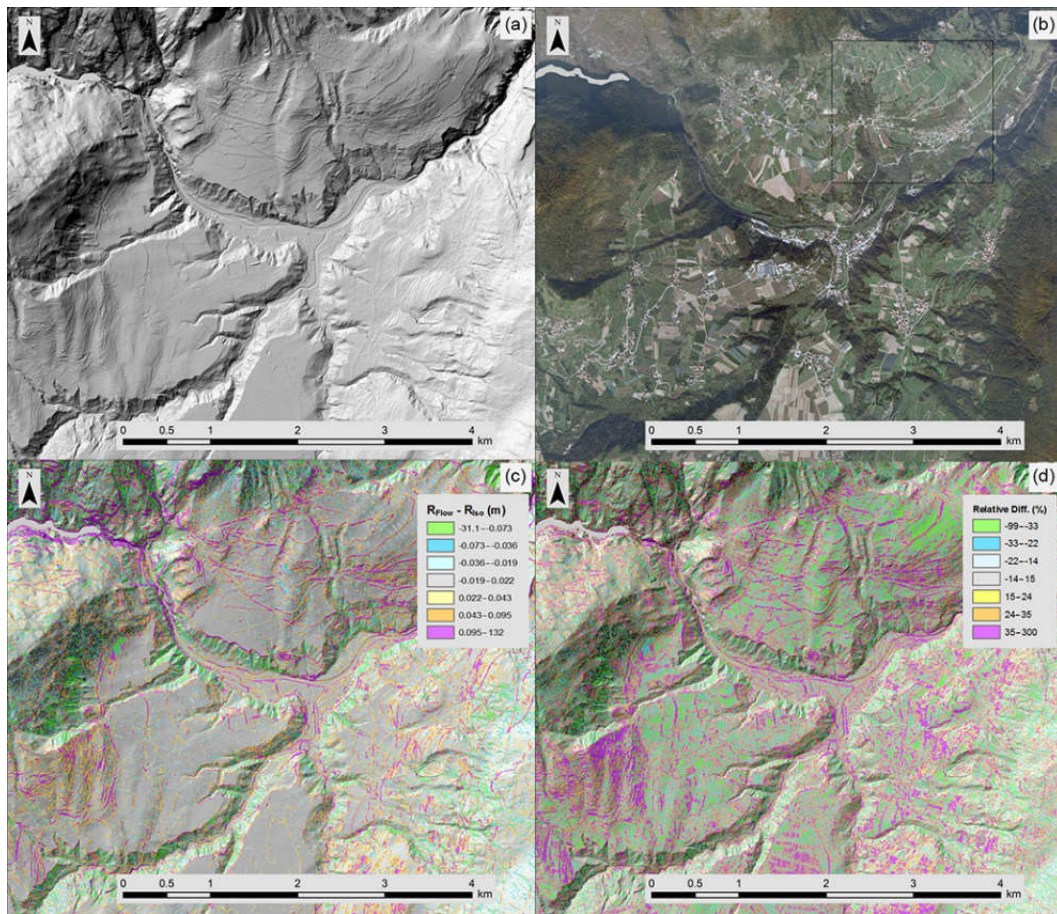 N
(a)
0 0.5 1 2 3 4
km
N
(b)
0 0.5 1 2 3 4
km
N
(c)
RFlow - RIso (m)
-31.1--0.073
-0.073--0.036
-0.036--0.019
-0.019-0.022
0.022-0.043
0.043-0.095
0.095-132
0 0.5 1 2 3 4
km
N
(d)
Relative Diff. (%)
-99--33
-33--22
-22--14
-14-15
15-24
24-35
35-300
0 0.5 1 2 3 4
km